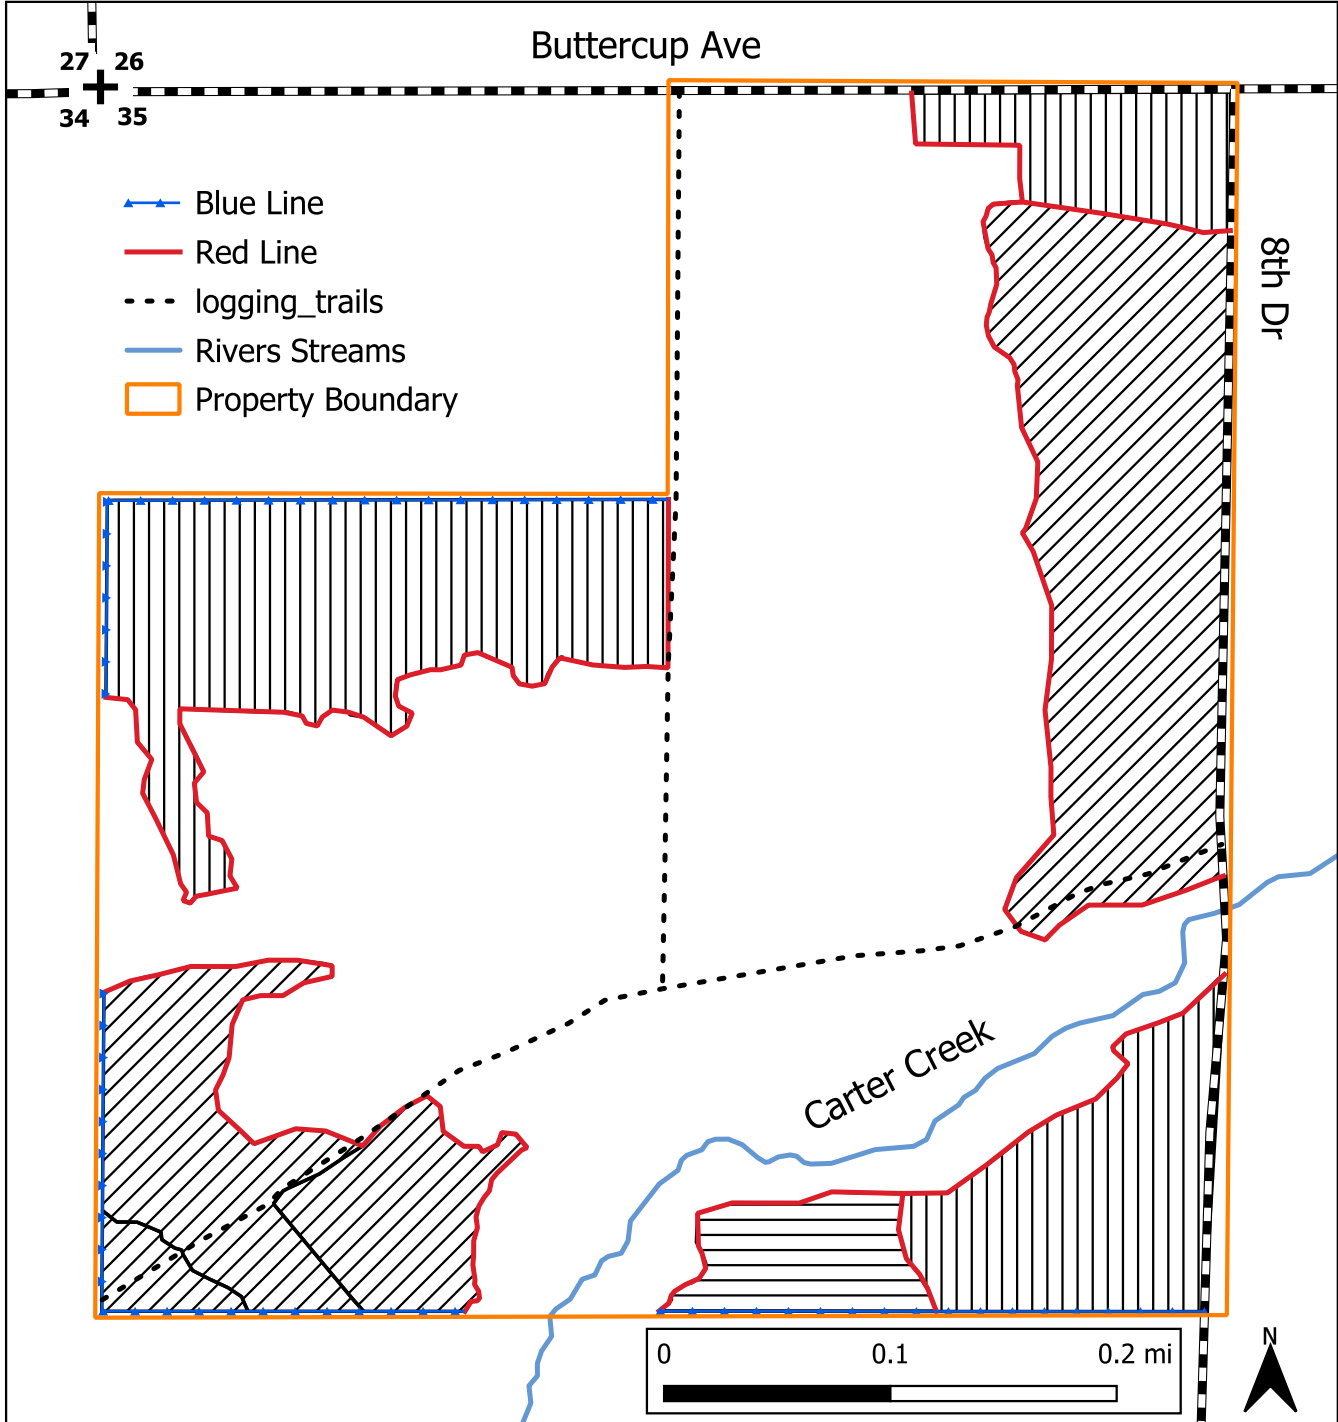 Buttercup Ave
27 26
34 35
Blue Line
Red Line
logging_trails
Rivers Streams
Property Boundary
8th Dr
Carter Creek
0 0.1 0.2 mi
N